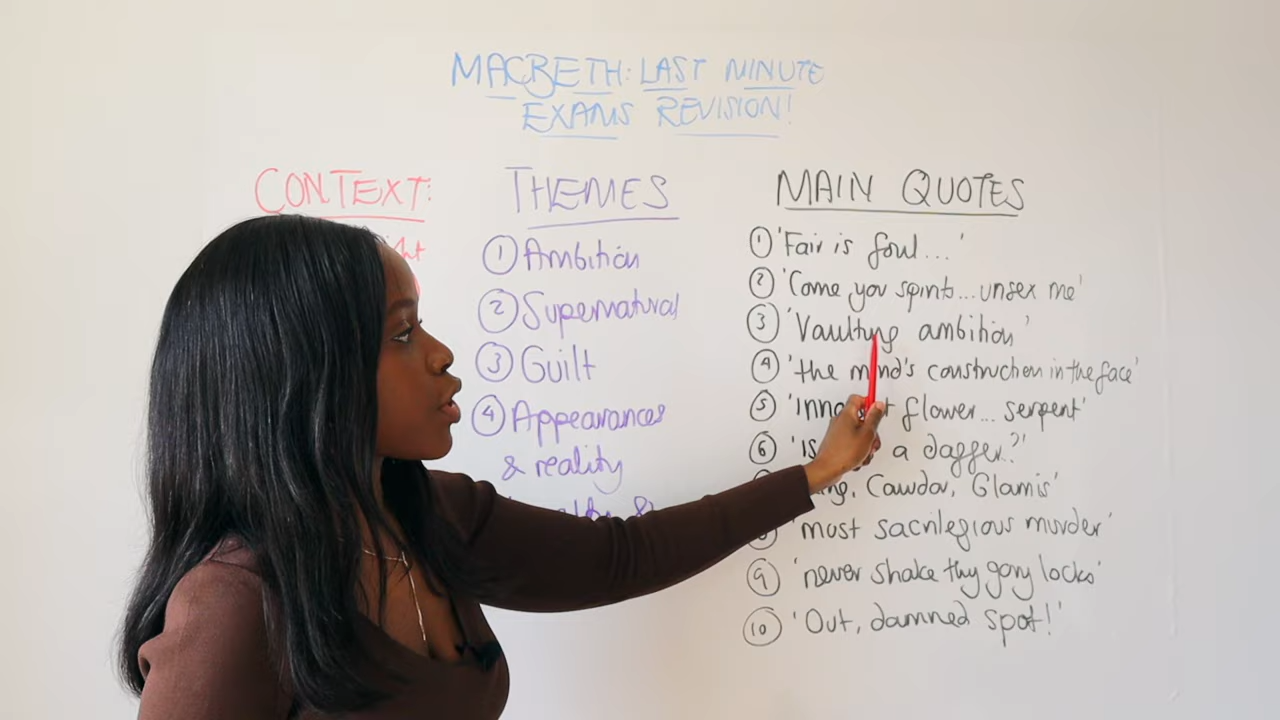 MACBETH: LAST MINUTE
EXAMS REVISION!
CONTEXT:
THEMES
① Ambition
② Supernatural
③ Guilt
④ Appearances
& reality
&
MAIN QUOTES
① 'Fair is foul...'
② 'Come you spirits...unsex me'
③ 'Vaulting ambition'
④ 'the mind's construction in the face'
⑤ flower... serpent'
⑥ 'Is a dagger?'
Cawdor, Glamis'
'most sacrilegious murder'
⑨ 'never shake thy gory locks'
⑩ 'Out, damned spot!'